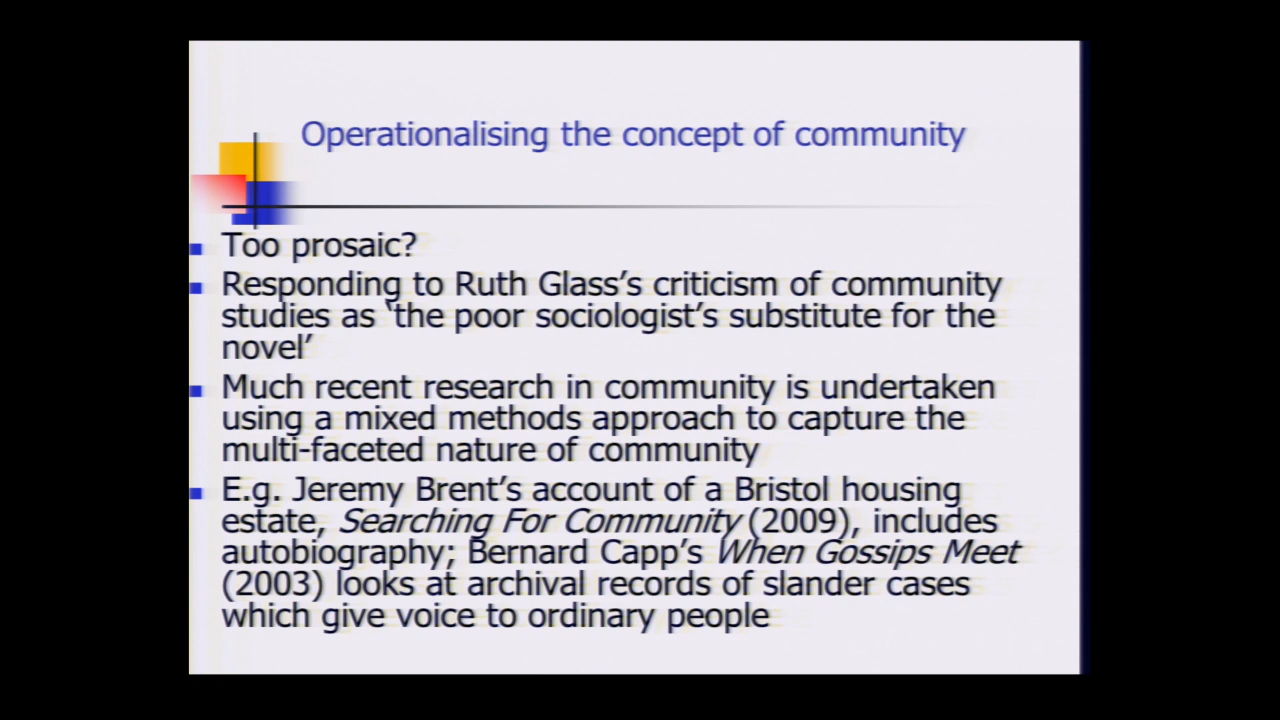 Operationalising the concept of community
Too prosaic?
Responding to Ruth Glass’s criticism of community
studies as ‘the poor sociologist’s substitute for the
novel’
Much recent research in community is undertaken
using a mixed methods approach to capture the
multi-faceted nature of community
E.g. Jeremy Brent’s account of a Bristol housing
estate, Searching For Community (2009), includes
autobiography; Bernard Capp’s When Gossips Meet
(2003) looks at archival records of slander cases
which give voice to ordinary people